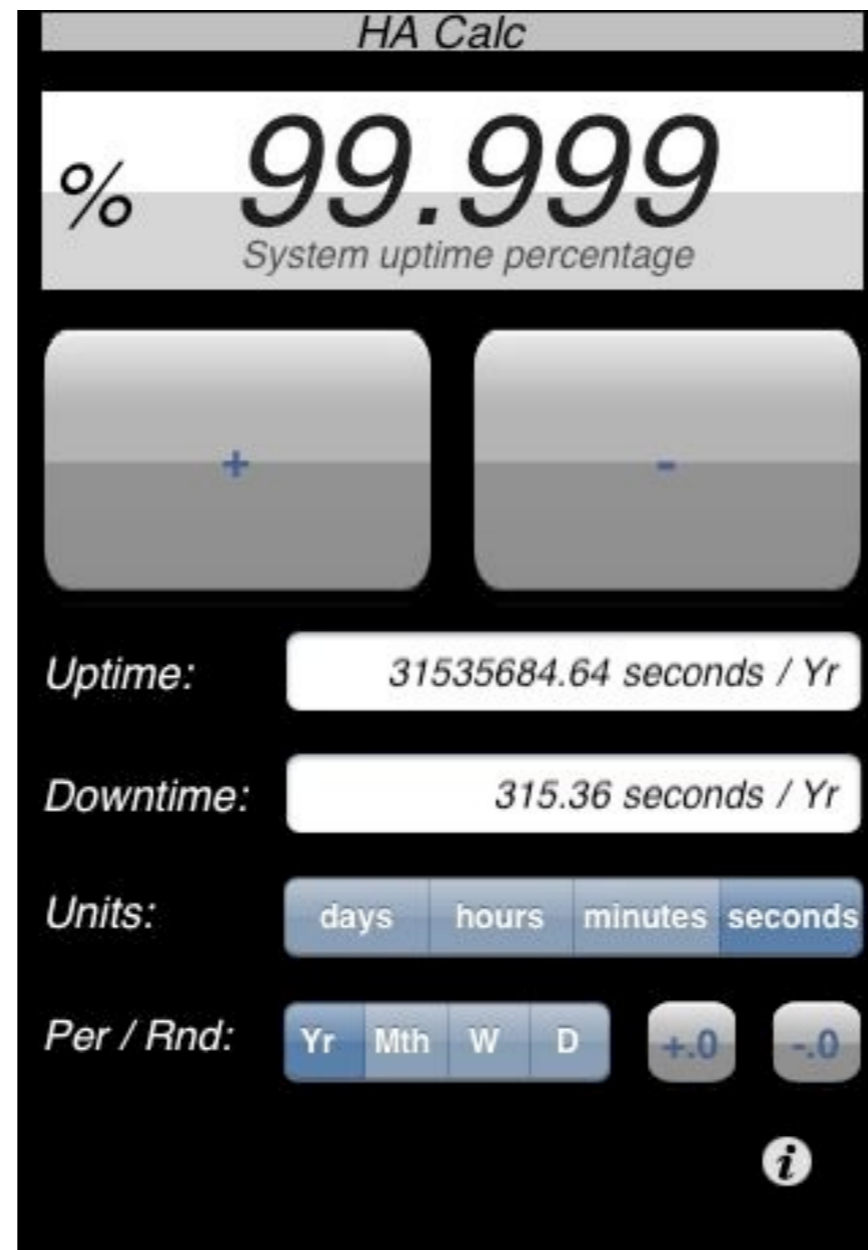 HA Calc
% 99.999
System uptime percentage
+ -
Uptime: 31535684.64 seconds / Yr
Downtime: 315.36 seconds / Yr
Units: days hours minutes seconds
Per / Rnd: Yr Mth W D +.0 -.0
i